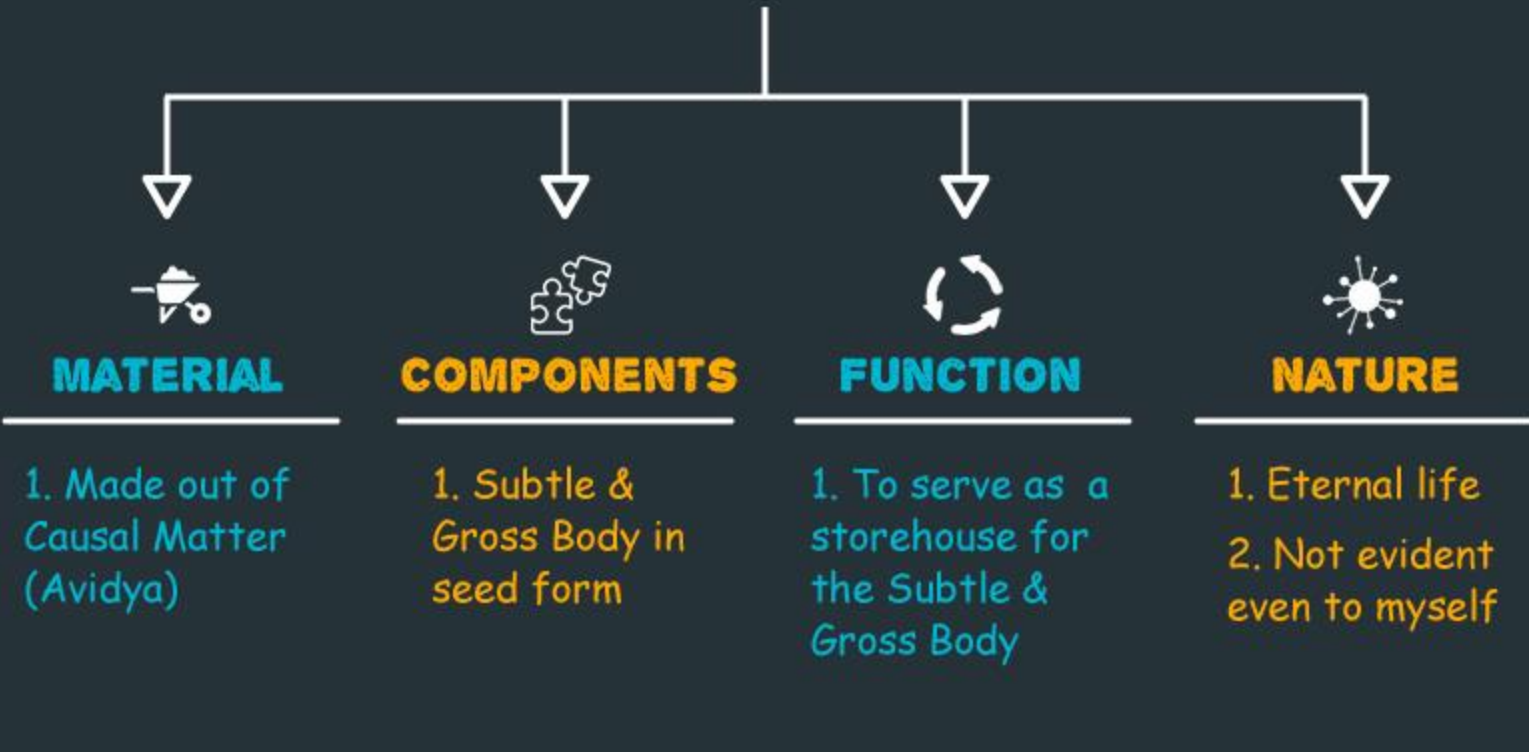 MATERIAL
1. Made out of
Causal Matter
(Avidya)
COMPONENTS
1. Subtle &
Gross Body in
seed form
FUNCTION
1. To serve as a
storehouse for
the Subtle &
Gross Body
NATURE
1. Eternal life
2. Not evident
even to myself